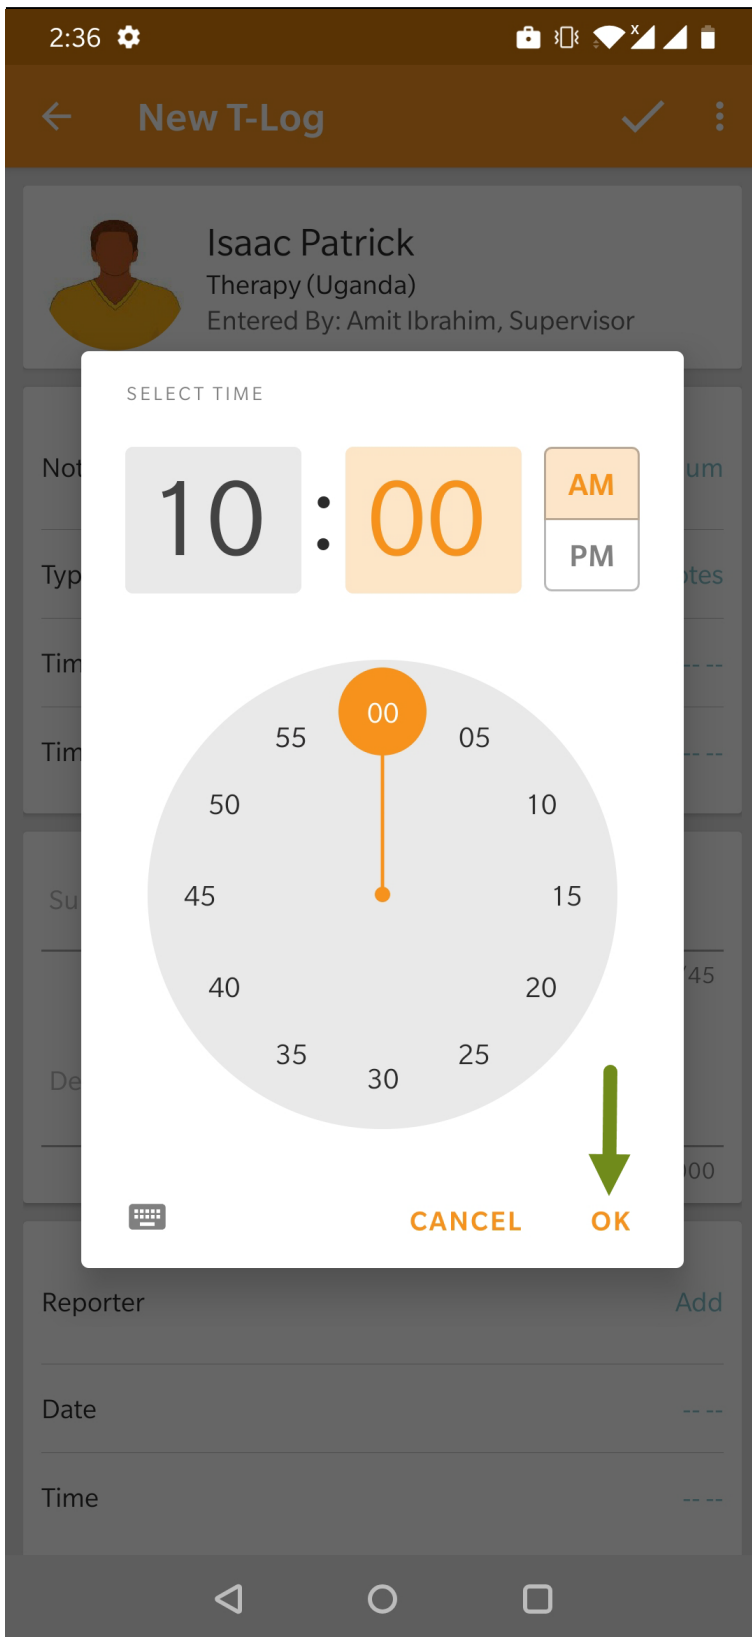 2:36
New T-Log
Isaac Patrick
Therapy (Uganda)
Entered By: Amit Ibrahim, Supervisor
SELECT TIME
10 : 00
AM
PM
00
55 05
50 10
45 15
40 20
35 25
30
CANCEL OK
Reporter Add
Date -- --
Time -- --